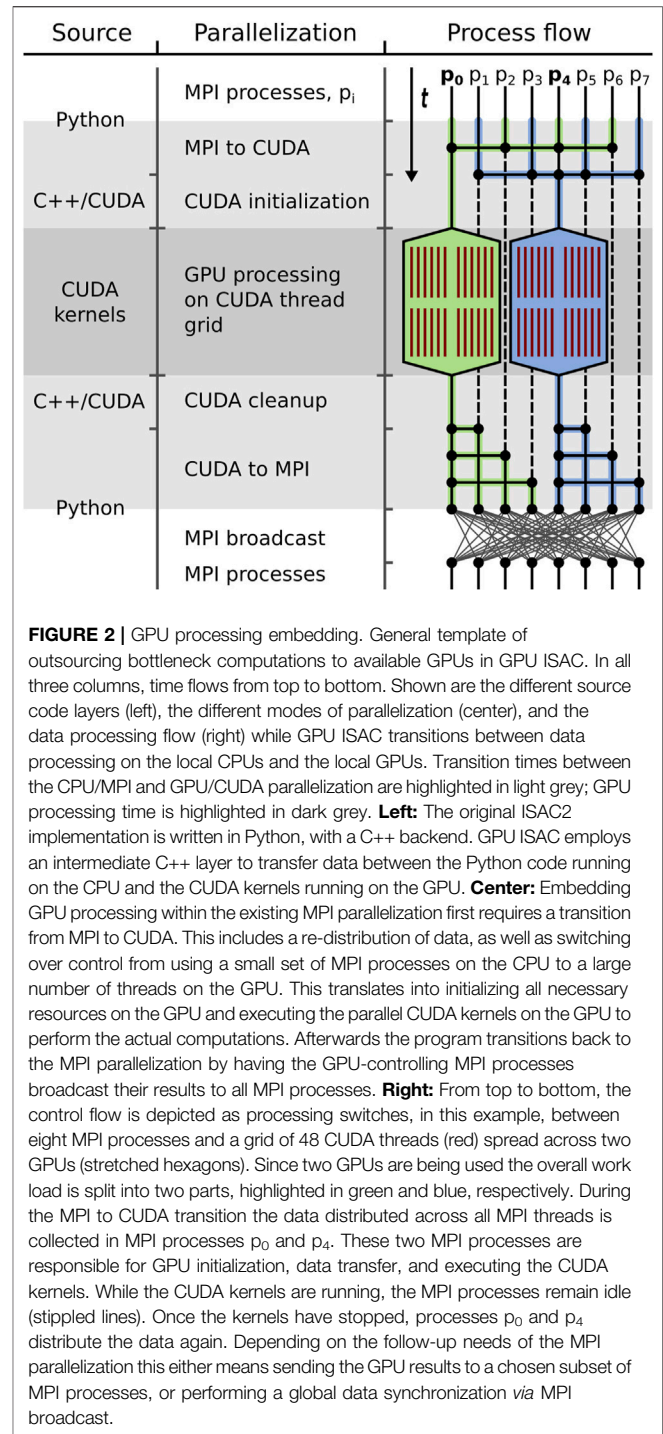 Source Parallelization Process flow
p0 p1 p2 p3 p4 p5 p6 p7
t
MPI processes, pi
Python
MPI to CUDA
C++/CUDA CUDA initialization
CUDA kernels
GPU processing on CUDA thread grid
C++/CUDA CUDA cleanup
CUDA to MPI
Python
MPI broadcast
MPI processes
FIGURE 2 | GPU processing embedding. General template of
outsourcing bottleneck computations to available GPUs in GPU ISAC. In all
three columns, time flows from top to bottom. Shown are the different source
code layers (left), the different modes of parallelization (center), and the
data processing flow (right) while GPU ISAC transitions between data
processing on the local CPUs and the local GPUs. Transition times between
the CPU/MPI and GPU/CUDA parallelization are highlighted in light grey; GPU
processing time is highlighted in dark grey. Left: The original ISAC2
implementation is written in Python, with a C++ backend. GPU ISAC employs
an intermediate C++ layer to transfer data between the Python code running
on the CPU and the CUDA kernels running on the GPU. Center: Embedding
GPU processing within the existing MPI parallelization first requires a transition
from MPI to CUDA. This includes a re-distribution of data, as well as switching
over control from using a small set of MPI processes on the CPU to a large
number of threads on the GPU. This translates into initializing all necessary
resources on the GPU and executing the parallel CUDA kernels on the GPU to
perform the actual computations. Afterwards the program transitions back to
the MPI parallelization by having the GPU-controlling MPI processes
broadcast their results to all MPI processes. Right: From top to bottom, the
control flow is depicted as processing switches, in this example, between
eight MPI processes and a grid of 48 CUDA threads (red) spread across two
GPUs (stretched hexagons). Since two GPUs are being used the overall work
load is split into two parts, highlighted in green and blue, respectively. During
the MPI to CUDA transition the data distributed across all MPI threads is
collected in MPI processes p0 and p4. These two MPI processes are
responsible for GPU initialization, data transfer, and executing the CUDA
kernels. While the CUDA kernels are running, the MPI processes remain idle
(stippled lines). Once the kernels have stopped, processes p0 and p4
distribute the data again. Depending on the follow-up needs of the MPI
parallelization this either means sending the GPU results to a chosen subset of
MPI processes, or performing a global data synchronization via MPI
broadcast.